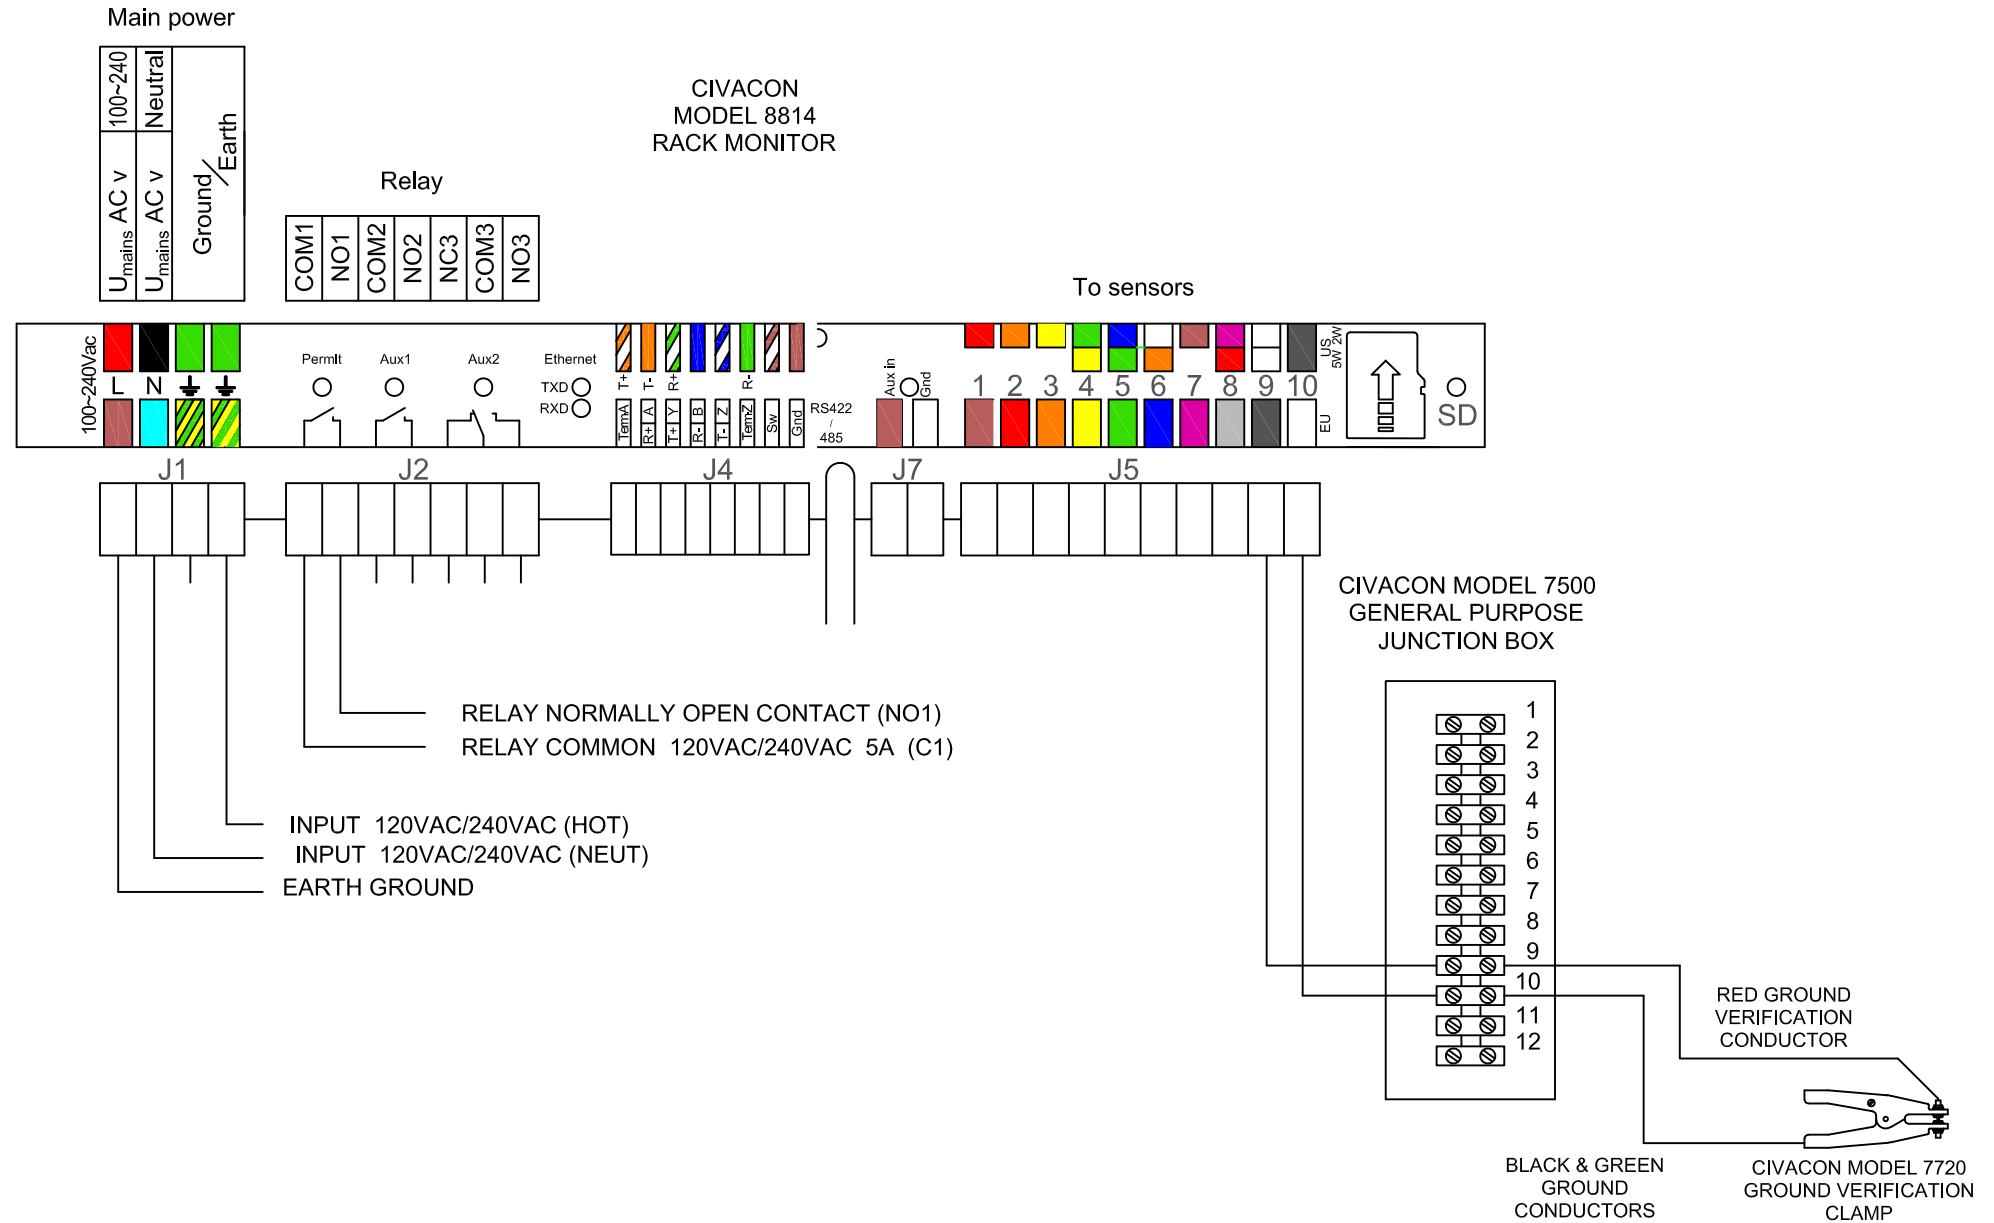 Main power
100~240
Neutral
Umains AC v
Umains AC v
Ground/Earth
CIVACON
MODEL 8814
RACK MONITOR
Relay
COM1
NO1
COM2
NO2
NC3
COM3
NO3
To sensors
100~240Vac
L N
PermIt
Aux1
Aux2
Ethernet
TXD
RXD
T+ T- R+ R-
TermA
R+ A
T+ Y
R- B
T- Z
TermZ
Sw
Gnd
RS422
/
485
Aux in
Gnd
1 2 3 4 5 6 7 8 9 10
US
5W 2W
EU
SD
J1
J2
J4
J7
J5
CIVACON MODEL 7500
GENERAL PURPOSE
JUNCTION BOX
1
2
3
4
5
6
7
8
9
10
11
12
RELAY NORMALLY OPEN CONTACT (NO1)
RELAY COMMON 120VAC/240VAC 5A (C1)
INPUT 120VAC/240VAC (HOT)
INPUT 120VAC/240VAC (NEUT)
EARTH GROUND
RED GROUND
VERIFICATION
CONDUCTOR
BLACK & GREEN
GROUND
CONDUCTORS
CIVACON MODEL 7720
GROUND VERIFICATION
CLAMP